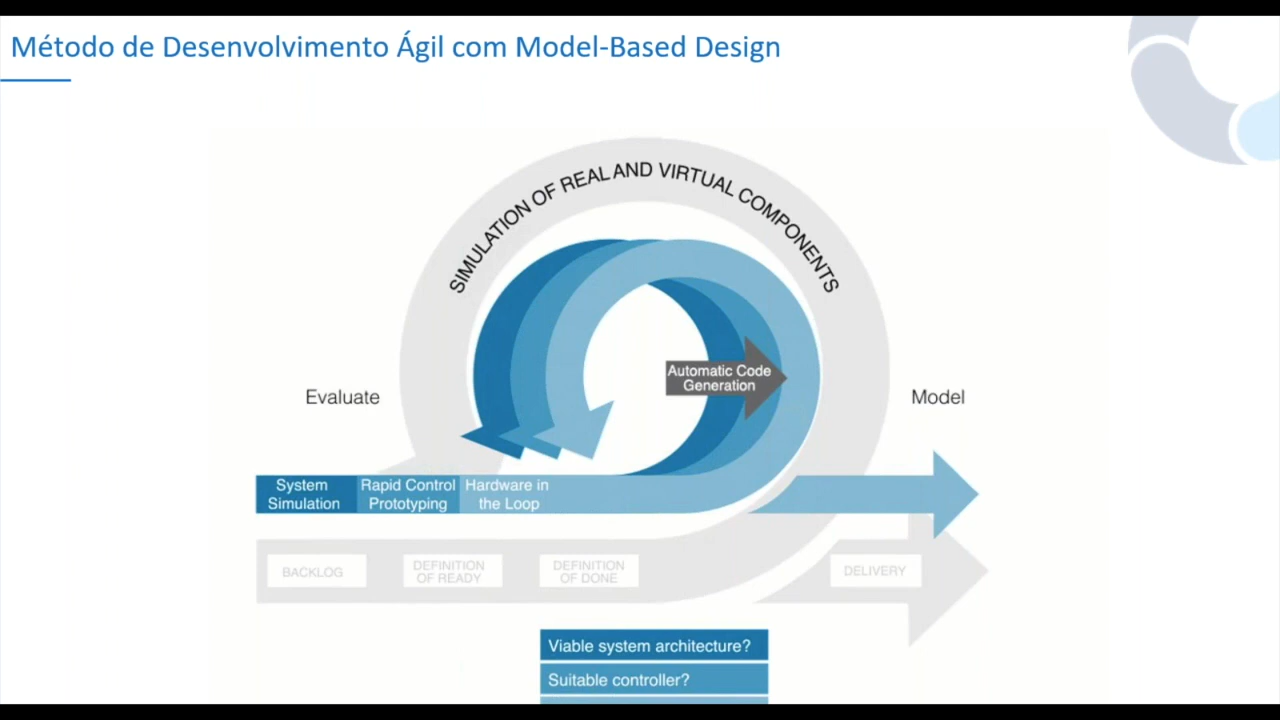 Método de Desenvolvimento Ágil com Model-Based Design
SIMULATION OF REAL AND VIRTUAL COMPONENTS
Automatic Code
Generation
Evaluate
Model
System
Simulation
Rapid Control
Prototyping
Hardware in
the Loop
BACKLOG
DEFINITION
OF READY
DEFINITION
OF DONE
DELIVERY
Viable system architecture?
Suitable controller?